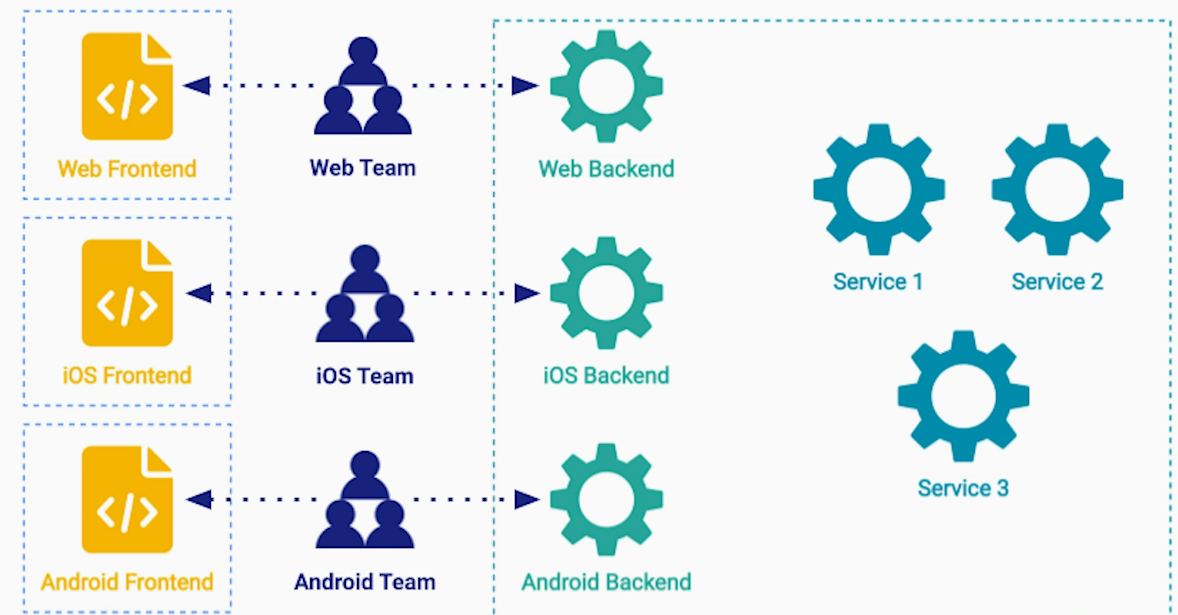 </>
Web Frontend
Web Team
Web Backend
Service 1
Service 2
</>
iOS Frontend
iOS Team
iOS Backend
Service 3
</>
Android Frontend
Android Team
Android Backend